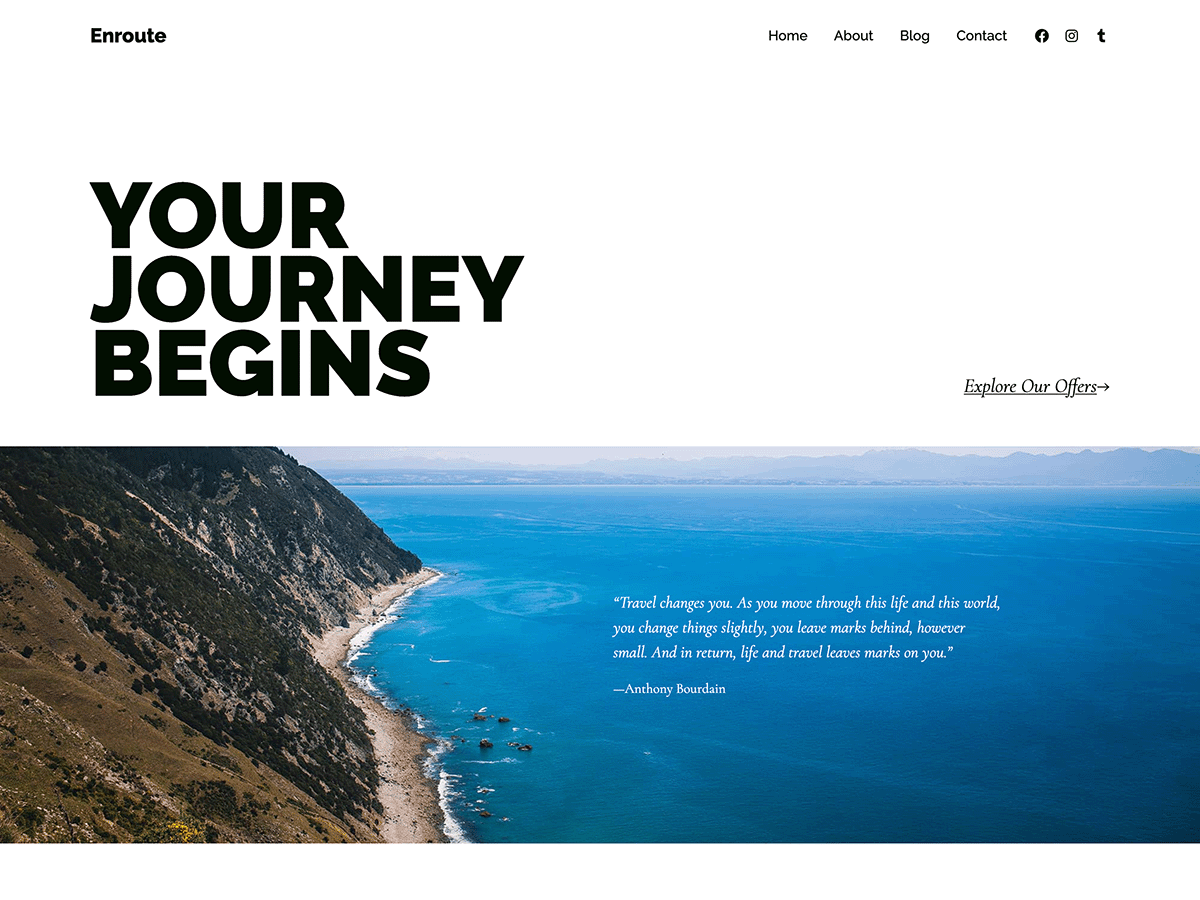 Enroute
Home About Blog Contact
YOUR
JOURNEY
BEGINS
Explore Our Offers→
“Travel changes you. As you move through this life and this world,
you change things slightly, you leave marks behind, however
small. And in return, life and travel leaves marks on you.”
—Anthony Bourdain